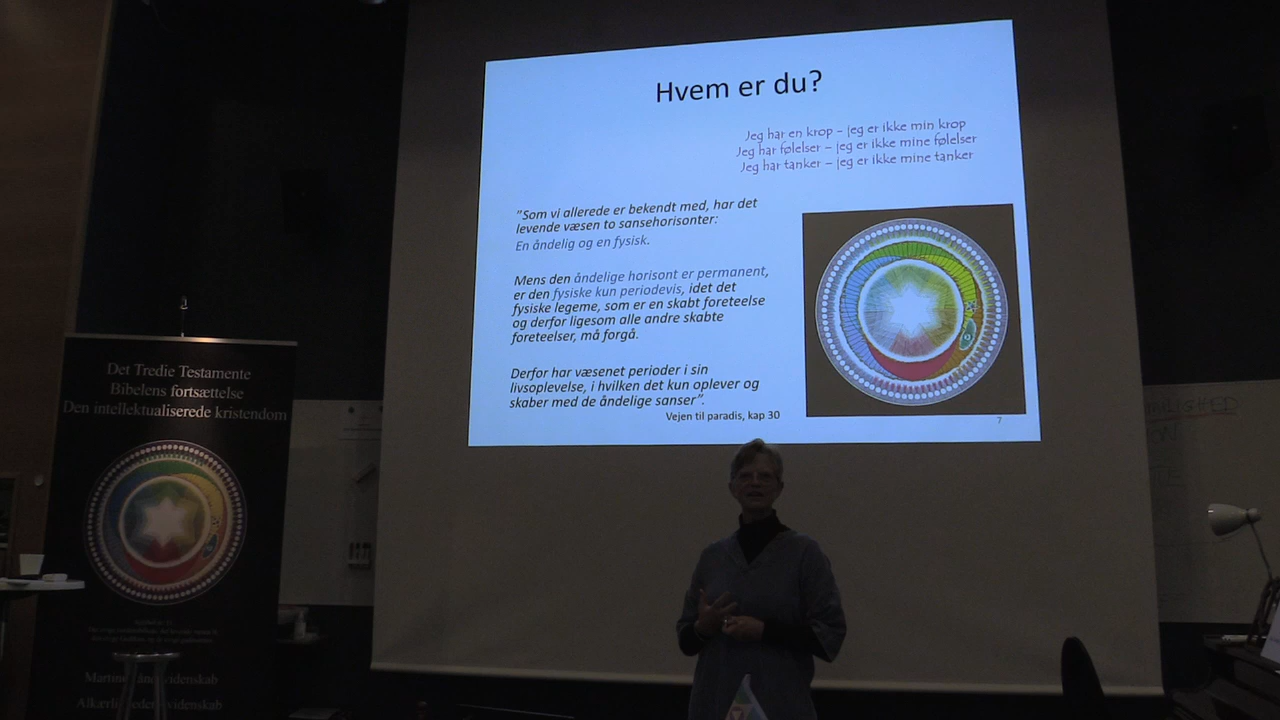 Hvem er du?
Jeg har en krop – jeg er ikke min krop
Jeg har følelser – jeg er ikke mine følelser
Jeg har tanker – jeg er ikke mine tanker
"Som vi allerede er bekendt med, har det
levende væsen to sansehorisonter:
En åndelig og en fysisk.
Mens den åndelige horisont er permanent,
er den fysiske kun periodevis, idet det
fysiske legeme, som er en skabt foreteelse
og derfor ligesom alle andre skabte
foreteelser, må forgå.
Derfor har væsenet perioder i sin
livsoplevelse, i hvilken det kun oplever og
skaber med de åndelige sanser".
Vejen til paradis, kap 30
7
Det Tredie Testamente
Bibelens fortsættelse
Den intellektualiserede kristendom